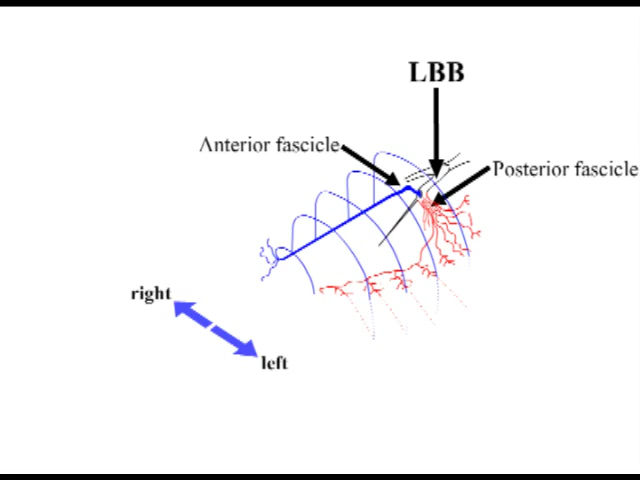 LBB
Anterior fascicle
Posterior fascicle
right
left